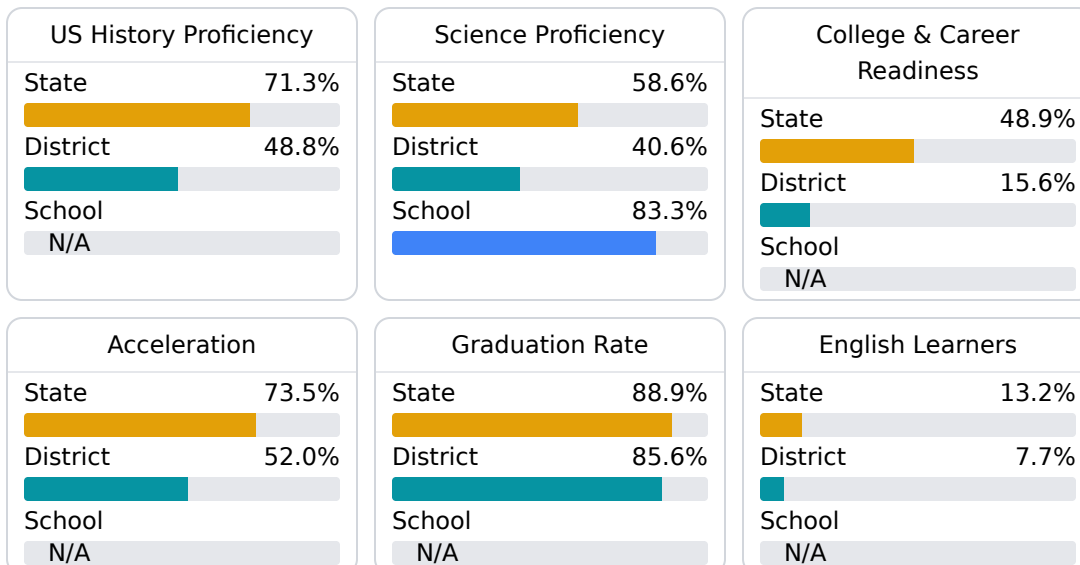 US History Proficiency
State 71.3%
District 48.8%
School
N/A
Science Proficiency
State 58.6%
District 40.6%
School 83.3%
College & Career
Readiness
State 48.9%
District 15.6%
School
N/A
Acceleration
State 73.5%
District 52.0%
School
N/A
Graduation Rate
State 88.9%
District 85.6%
School
N/A
English Learners
State 13.2%
District 7.7%
School
N/A